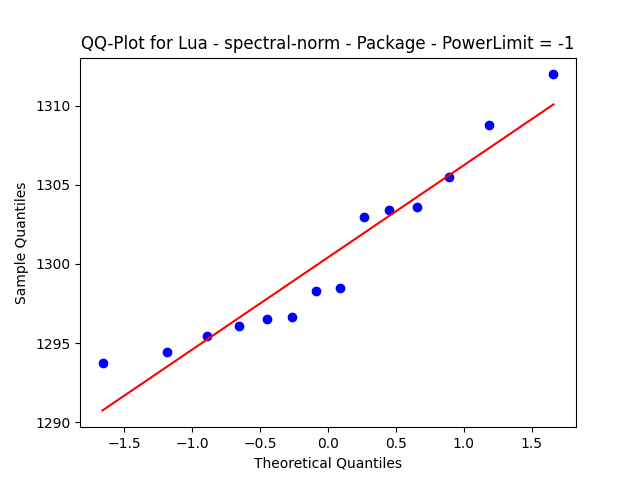 QQ-Plot for Lua - spectral-norm - Package - PowerLimit = -1
1310
1305
1300
1295
1290
Sample Quantiles
−1.5 −1.0 −0.5 0.0 0.5 1.0 1.5
Theoretical Quantiles